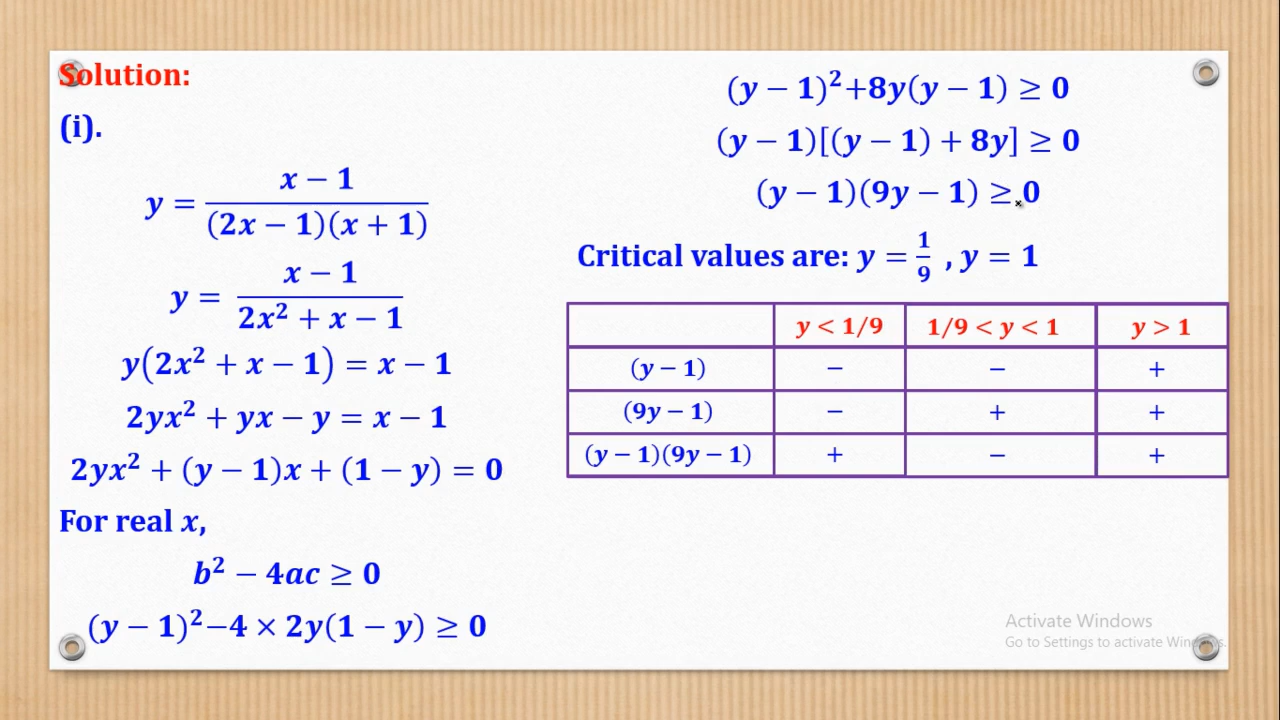 Solution:
(i).
y = (x − 1)/((2x − 1)(x + 1))
y = (x − 1)/(2x² + x − 1)
y(2x² + x − 1) = x − 1
2yx² + yx − y = x − 1
2yx² + (y − 1)x + (1 − y) = 0
For real x,
b² − 4ac ≥ 0
(y − 1)²−4 × 2y(1 − y) ≥ 0
(y − 1)²+8y(y − 1) ≥ 0
(y − 1)[(y − 1) + 8y] ≥ 0
(y − 1)(9y − 1) ≥ 0
Critical values are: y = 1/9 , y = 1
y < 1/9 1/9 < y < 1 y > 1
(y − 1) − − +
(9y − 1) − + +
(y − 1)(9y − 1) + − +
Activate Windows
Go to Settings to activate Windows.